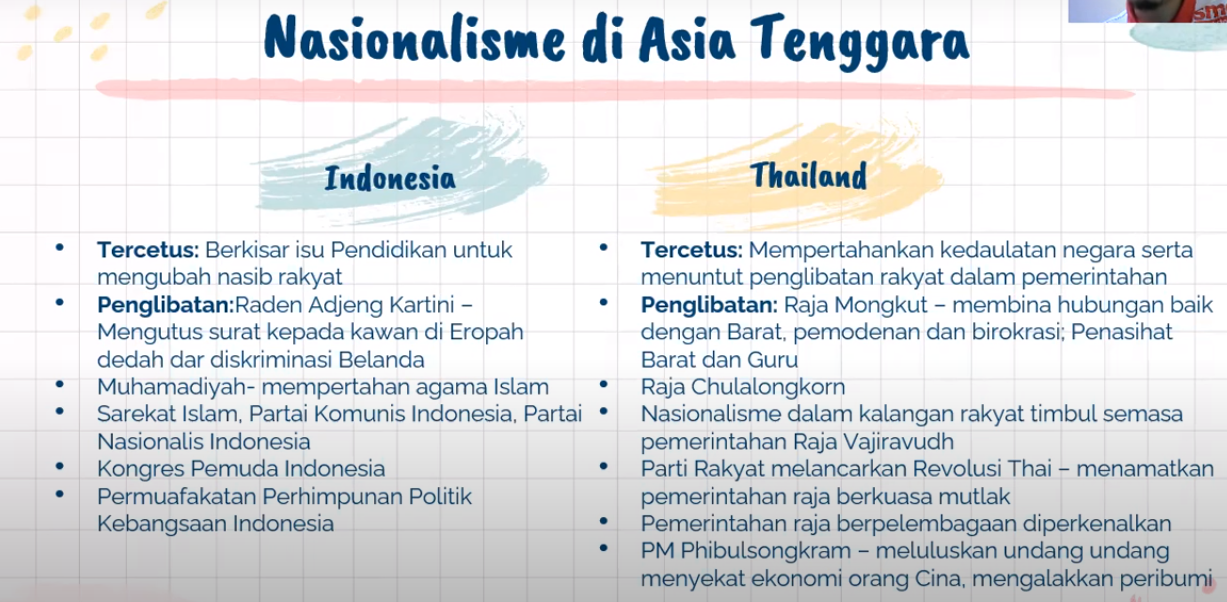 Nasionalisme di Asia Tenggara
Indonesia
• Tercetus: Berkisar isu Pendidikan untuk
mengubah nasib rakyat
• Penglibatan:Raden Adjeng Kartini –
Mengutus surat kepada kawan di Eropah
dedah dar diskriminasi Belanda
• Muhamadiyah- mempertahan agama Islam
• Sarekat Islam, Partai Komunis Indonesia, Partai
Nasionalis Indonesia
• Kongres Pemuda Indonesia
• Permuafakatan Perhimpunan Politik
Kebangsaan Indonesia
Thailand
• Tercetus: Mempertahankan kedaulatan negara serta
menuntut penglibatan rakyat dalam pemerintahan
• Penglibatan: Raja Mongkut – membina hubungan baik
dengan Barat, pemodenan dan birokrasi; Penasihat
Barat dan Guru
• Raja Chulalongkorn
• Nasionalisme dalam kalangan rakyat timbul semasa
pemerintahan Raja Vajiravudh
• Parti Rakyat melancarkan Revolusi Thai – menamatkan
pemerintahan raja berkuasa mutlak
• Pemerintahan raja berpelembagaan diperkenalkan
• PM Phibulsongkram – meluluskan undang undang
menyekat ekonomi orang Cina, mengalakkan peribumi